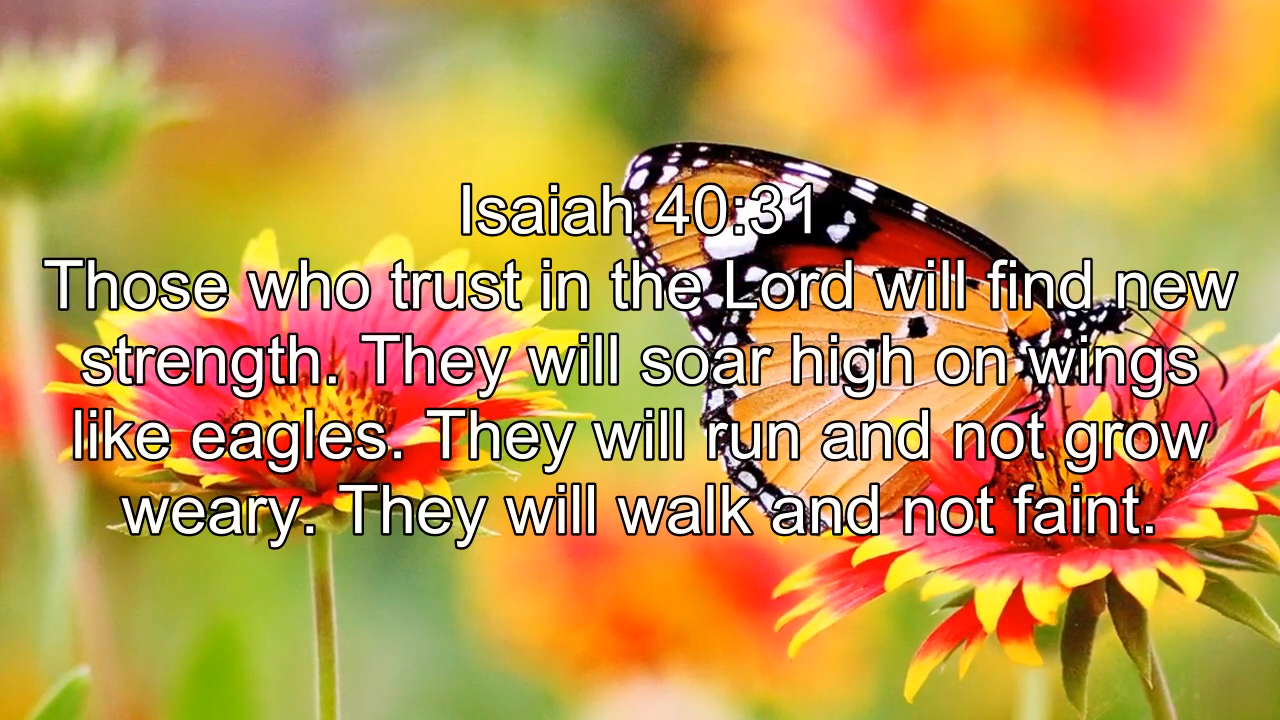 Isaiah 40:31
Those who trust in the Lord will find new
strength. They will soar high on wings
like eagles. They will run and not grow
weary. They will walk and not faint.